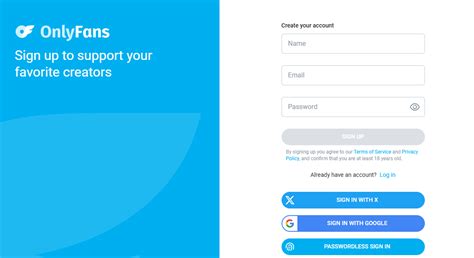 OnlyFans
Sign up to support your
favorite creators
Create your account
Name
Email
Password
SIGN UP
By signing up you agree to our Terms of Service and Privacy
Policy, and confirm that you are at least 18 years old.
Already have an account? Log in
SIGN IN WITH X
SIGN IN WITH GOOGLE
PASSWORDLESS SIGN IN